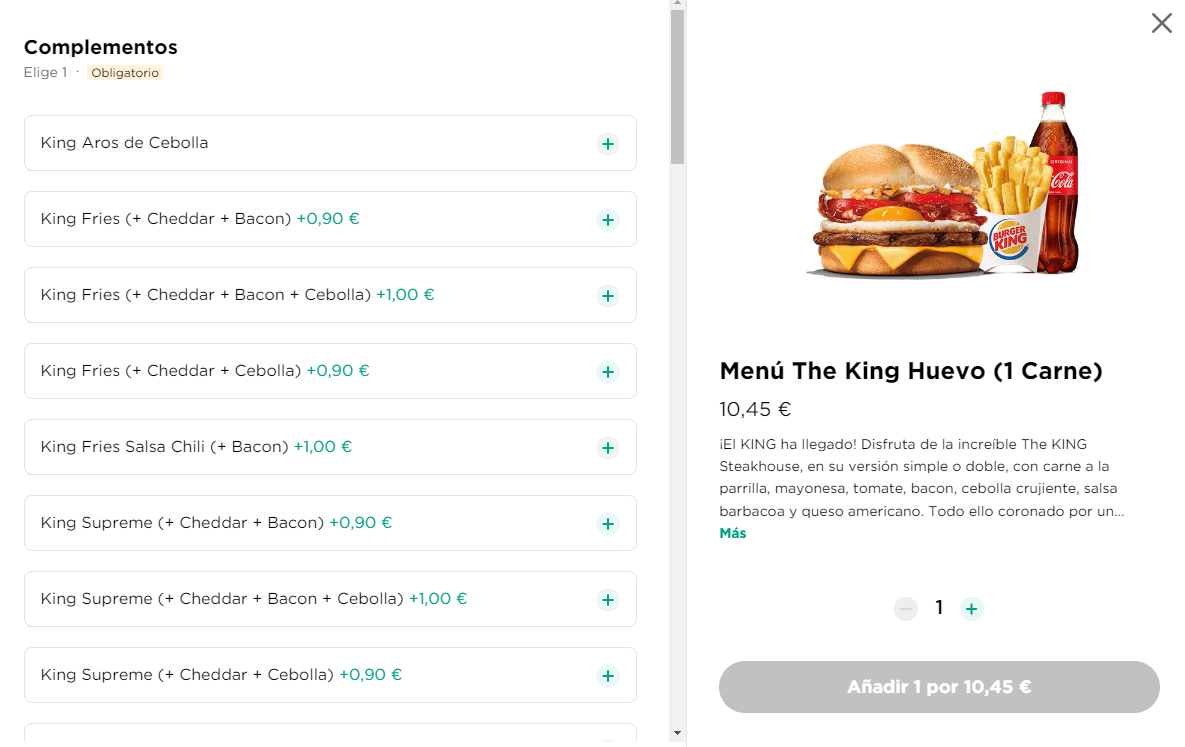 Complementos
Elige 1 · Obligatorio
King Aros de Cebolla
King Fries (+ Cheddar + Bacon) +0,90 €
King Fries (+ Cheddar + Bacon + Cebolla) +1,00 €
King Fries (+ Cheddar + Cebolla) +0,90 €
King Fries Salsa Chili (+ Bacon) +1,00 €
King Supreme (+ Cheddar + Bacon) +0,90 €
King Supreme (+ Cheddar + Bacon + Cebolla) +1,00 €
King Supreme (+ Cheddar + Cebolla) +0,90 €
ORIGINAL
Coca-Cola
BURGER
KING
Menú The King Huevo (1 Carne)
10,45 €
¡El KING ha llegado! Disfruta de la increíble The KING
Steakhouse, en su versión simple o doble, con carne a la
parrilla, mayonesa, tomate, bacon, cebolla crujiente, salsa
barbacoa y queso americano. Todo ello coronado por un...
Más
1
Añadir 1 por 10,45 €